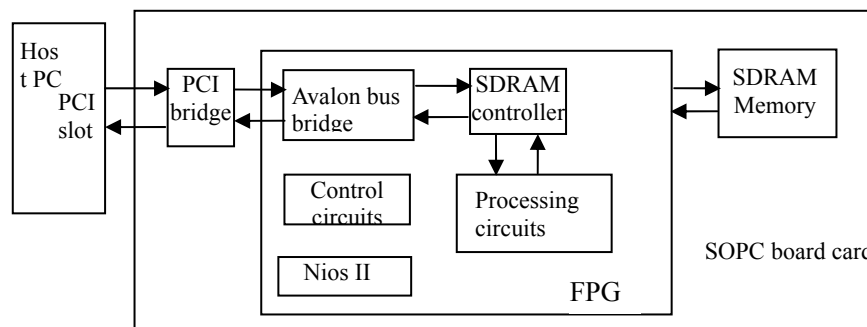 Hos
t PC
PCI
slot
PCI
bridge
Avalon bus
bridge
SDRAM
controller
SDRAM
Memory
Control
circuits
Processing
circuits
Nios II
FPG
SOPC board card